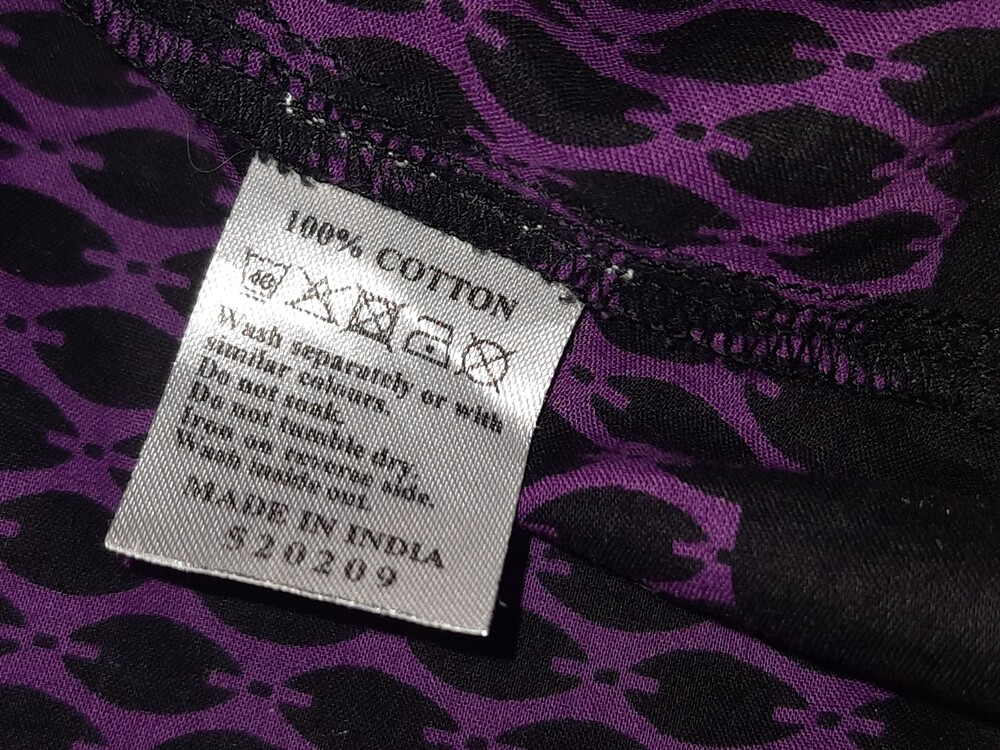 100% COTTON
40
Wash separately or with
similar colours.
Do not soak.
Do not tumble dry.
Iron on reverse side.
Wash inside out.
MADE IN INDIA
S20209